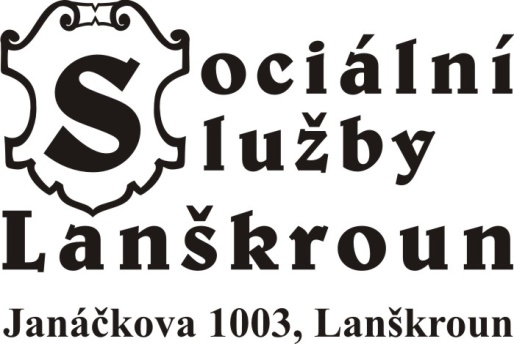 Sociální
Služby
Lanškroun
Janáčkova 1003, Lanškroun